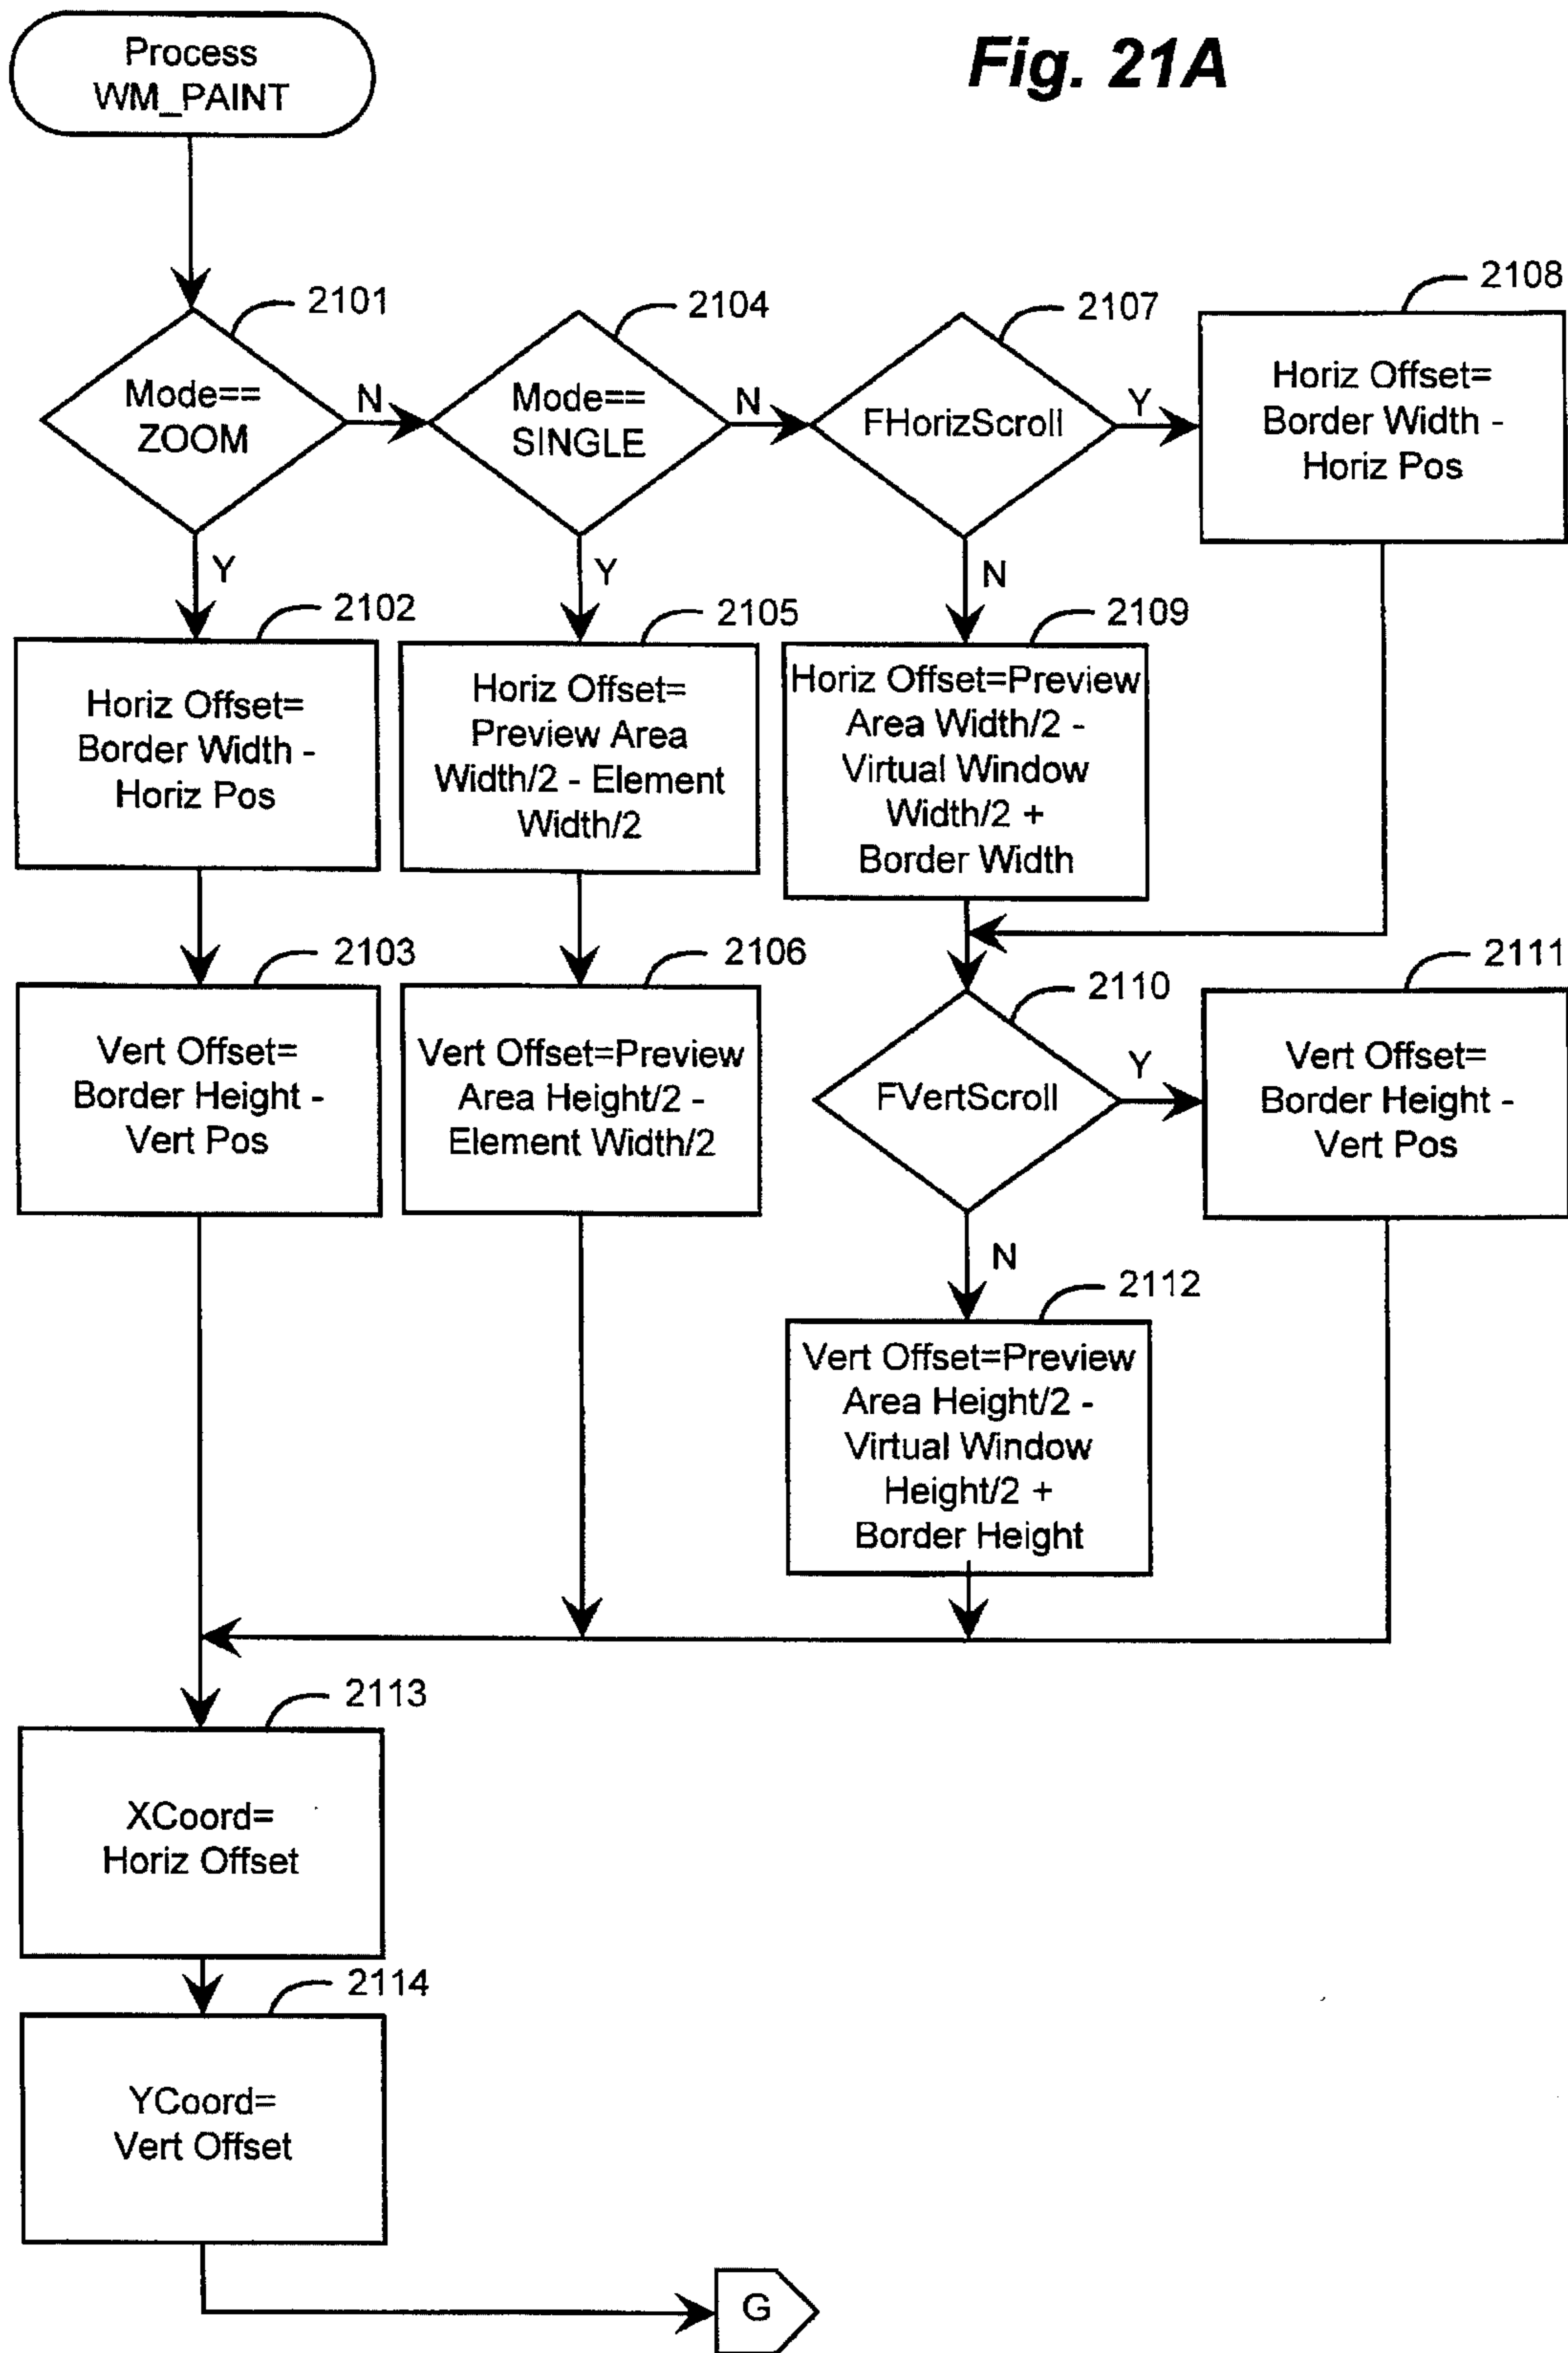 Fig. 21A
Process
WM_PAINT
2101
Mode==
ZOOM
N
Y
2104
Mode==
SINGLE
N
Y
2107
FHorizScroll
Y
N
2108
Horiz Offset=
Border Width -
Horiz Pos
2102
Horiz Offset=
Border Width -
Horiz Pos
2105
Horiz Offset=
Preview Area
Width/2 - Element
Width/2
2109
Horiz Offset=Preview
Area Width/2 -
Virtual Window
Width/2 +
Border Width
2103
Vert Offset=
Border Height -
Vert Pos
2106
Vert Offset=Preview
Area Height/2 -
Element Width/2
2110
FVertScroll
Y
N
2111
Vert Offset=
Border Height -
Vert Pos
2112
Vert Offset=Preview
Area Height/2 -
Virtual Window
Height/2 +
Border Height
2113
XCoord=
Horiz Offset
2114
YCoord=
Vert Offset
G